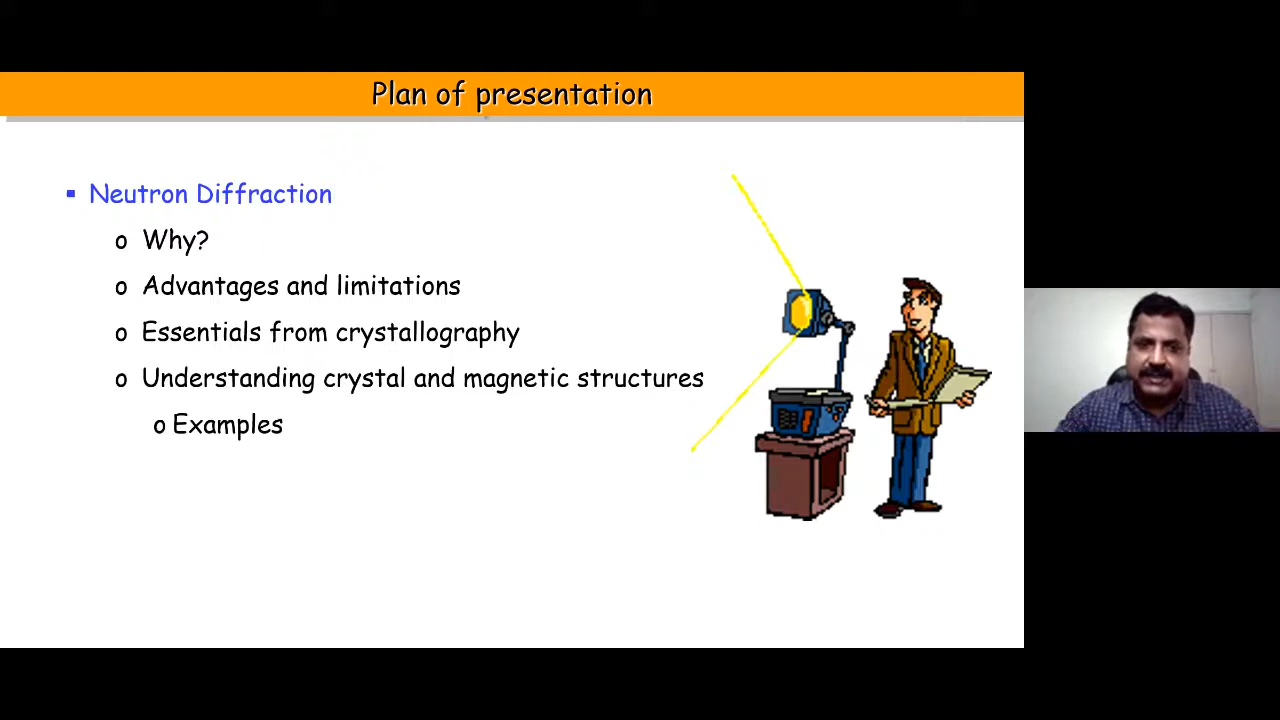 Plan of presentation
▪ Neutron Diffraction
o Why?
o Advantages and limitations
o Essentials from crystallography
o Understanding crystal and magnetic structures
o Examples